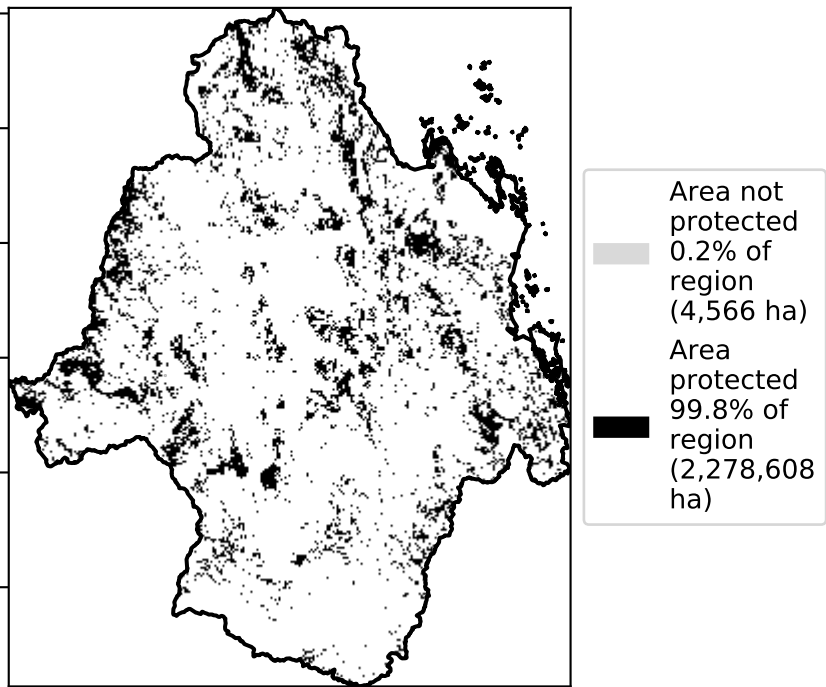 Area not
protected
0.2% of
region
(4,566 ha)
Area
protected
99.8% of
region
(2,278,608
ha)